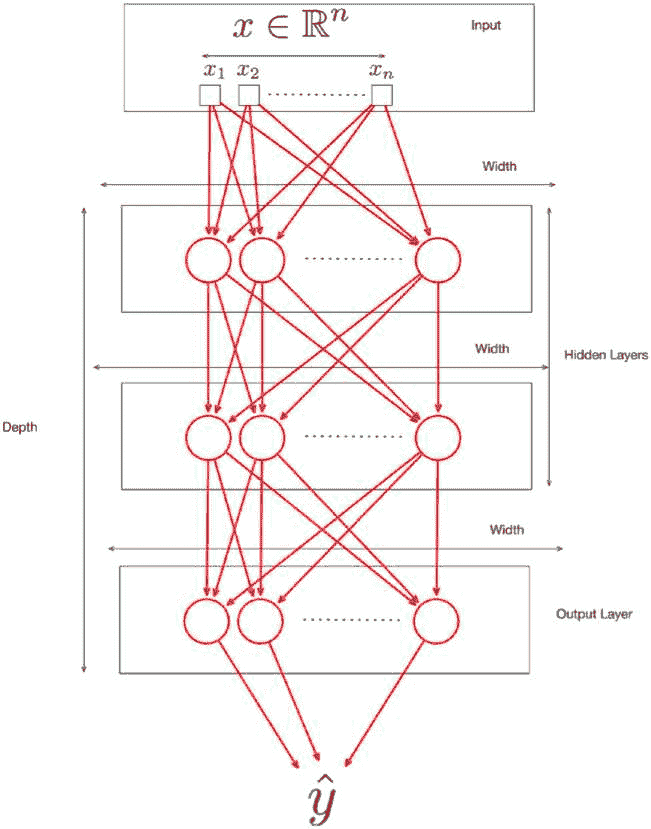 x ∈ ℝⁿ
Input
x₁ x₂ xₙ
Width
Width
Hidden Layers
Depth
Width
Output Layer
ŷ